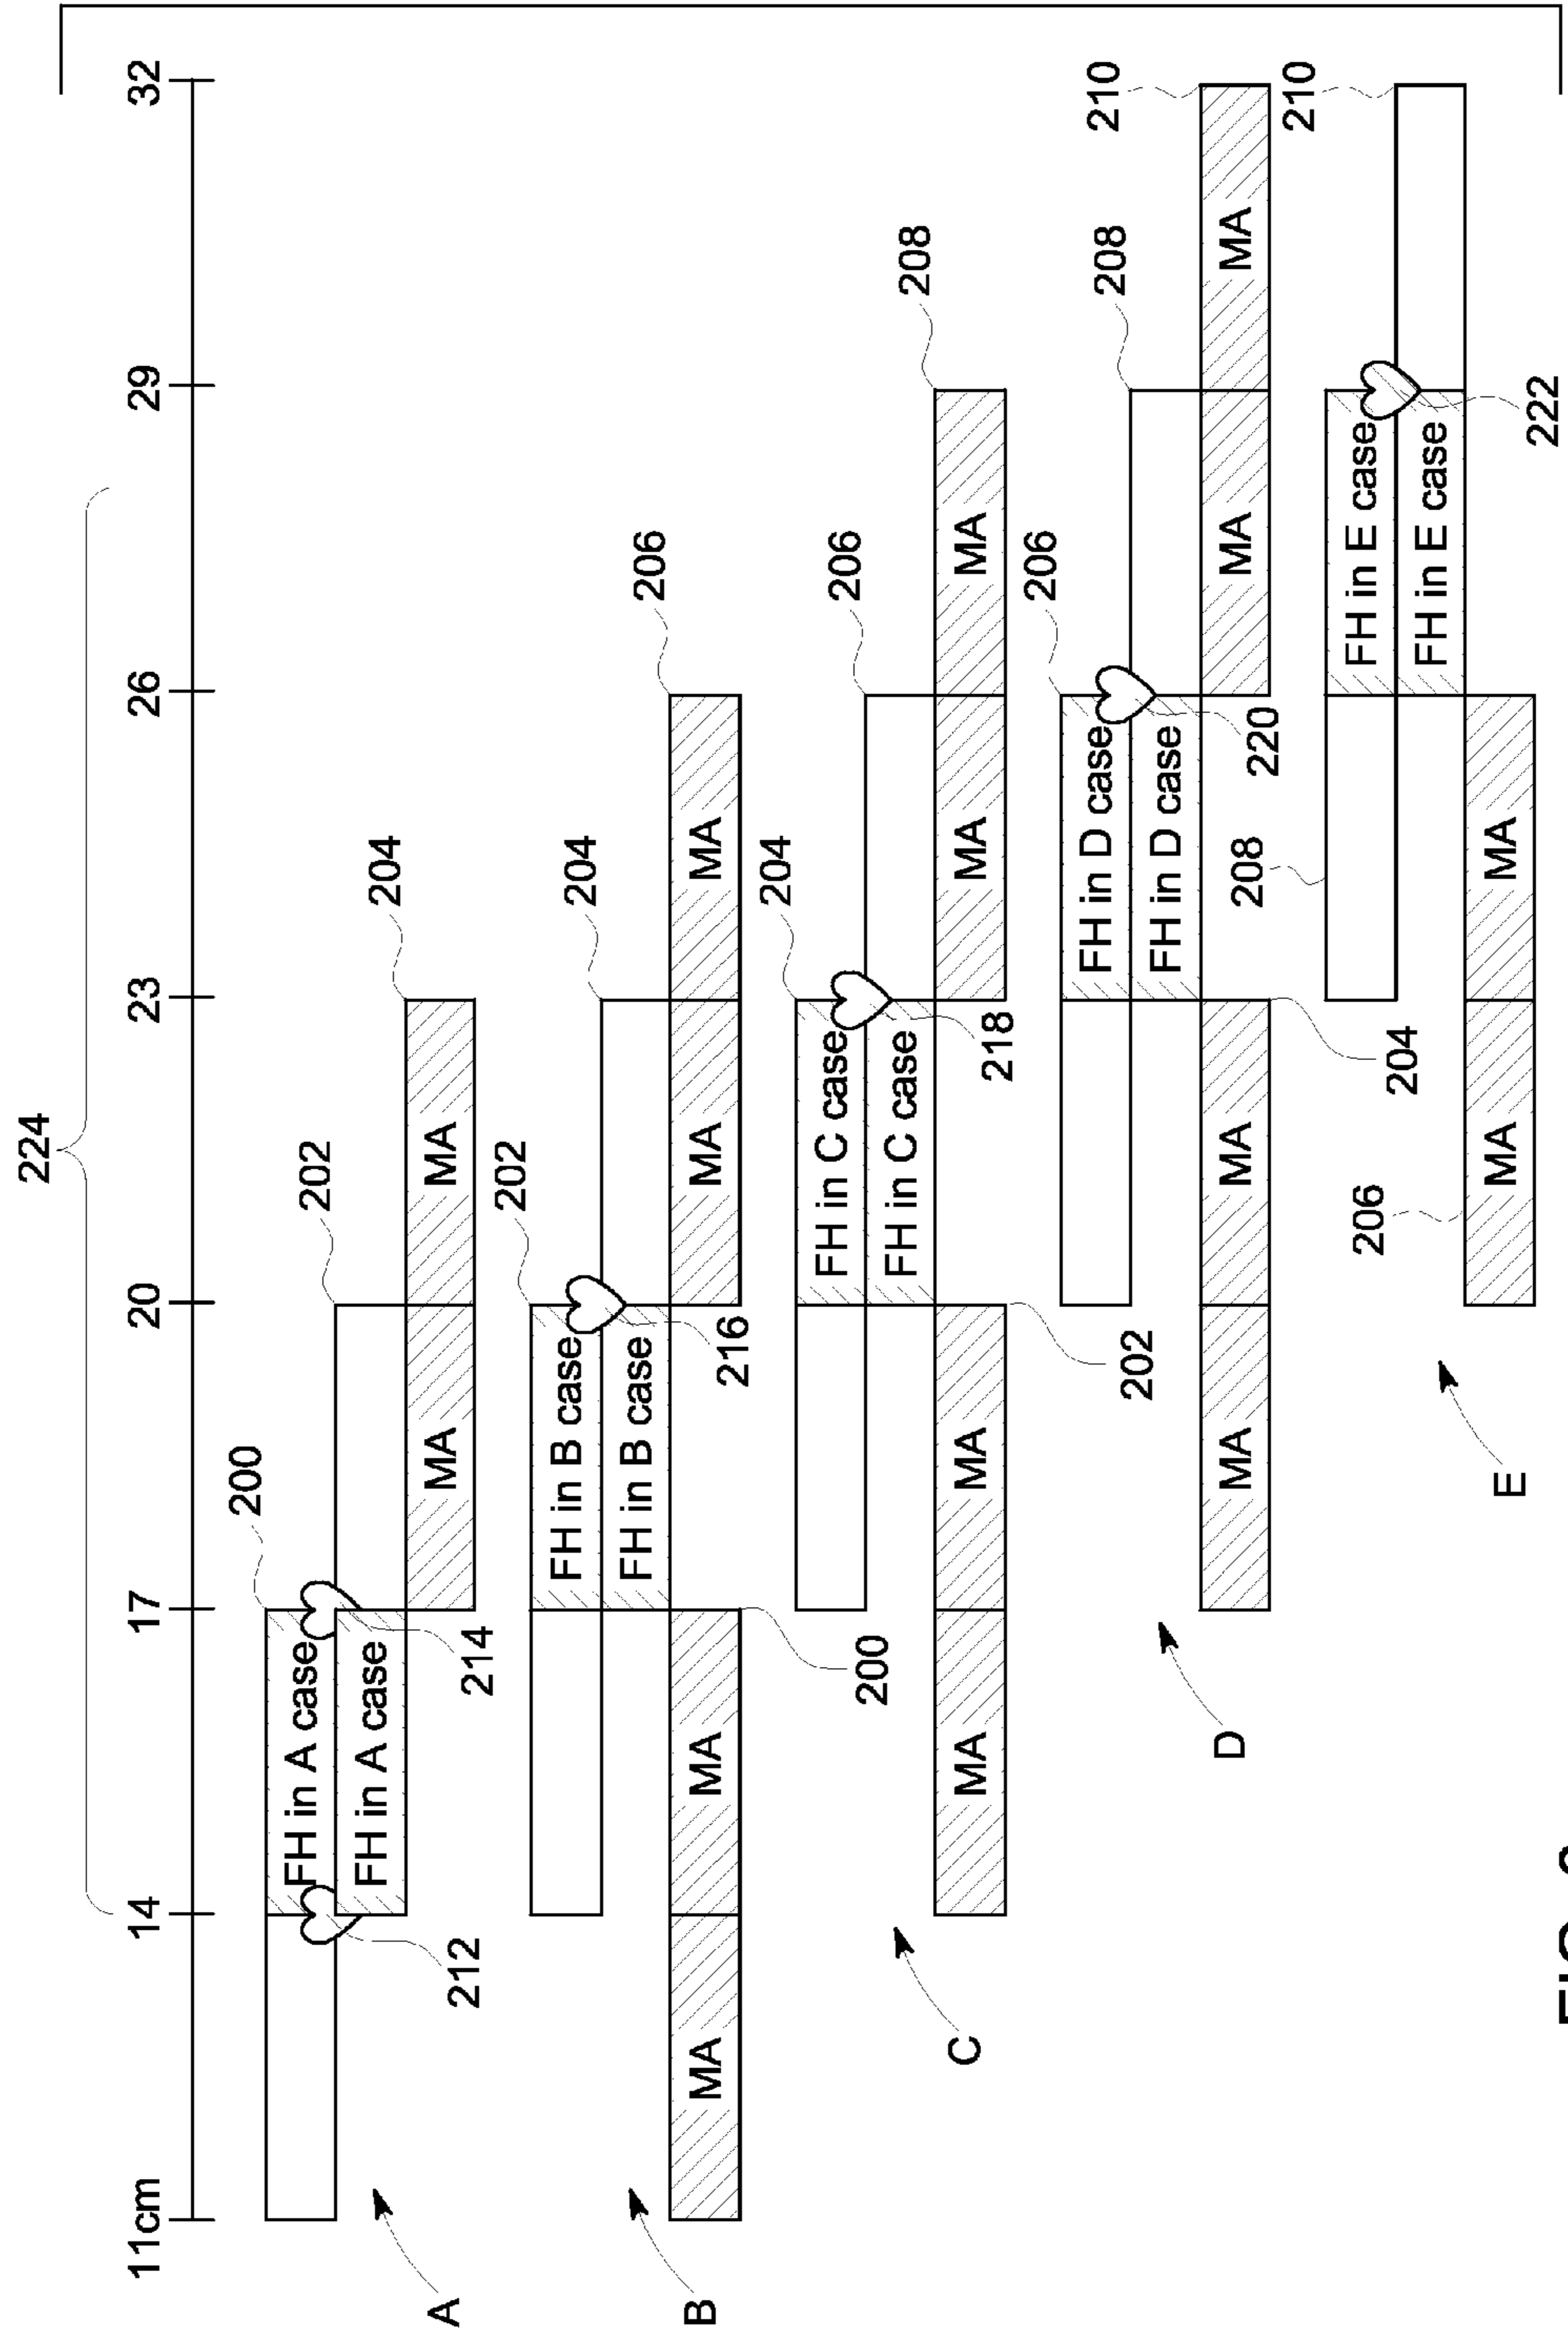 224
11cm 14 17 20 23 26 29 32
200
FH in A case 202
FH in A case 204
A MA MA
212 214
202
FH in B case 204
FH in B case 206
B MA MA MA MA
216
204
FH in C case 206
200
FH in C case 208
C MA MA MA MA
218
206
FH in D case 208 210
202
FH in D case
D MA MA MA MA
208
220
210
FH in E case
206
204
FH in E case
E MA MA
222